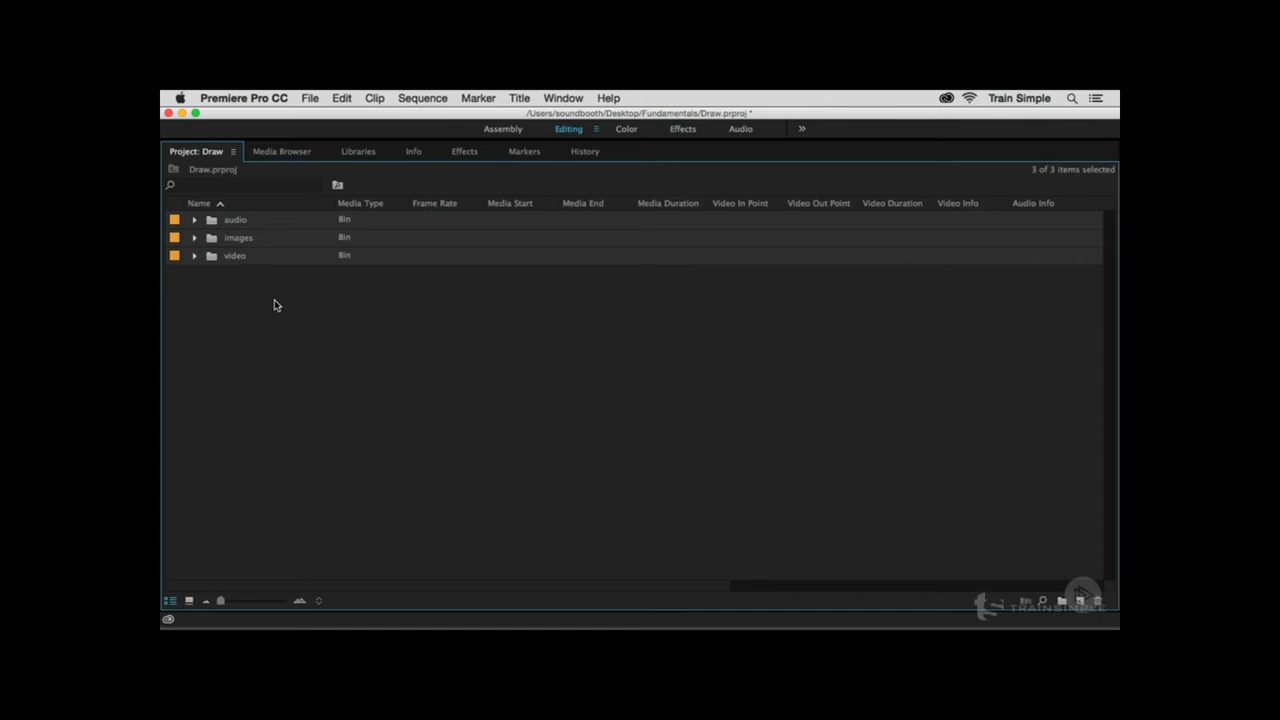 Premiere Pro CC File Edit Clip Sequence Marker Title Window Help Train Simple
/Users/soundbooth/Desktop/Fundamentals/Draw.prproj *
Assembly Editing Color Effects Audio
Project: Draw Media Browser Libraries Info Effects Markers History
Draw.prproj 3 of 3 items selected
Name Media Type Frame Rate Media Start Media End Media Duration Video In Point Video Out Point Video Duration Video Info Audio Info
audio Bin
images Bin
video Bin
TRAINSIMPLE